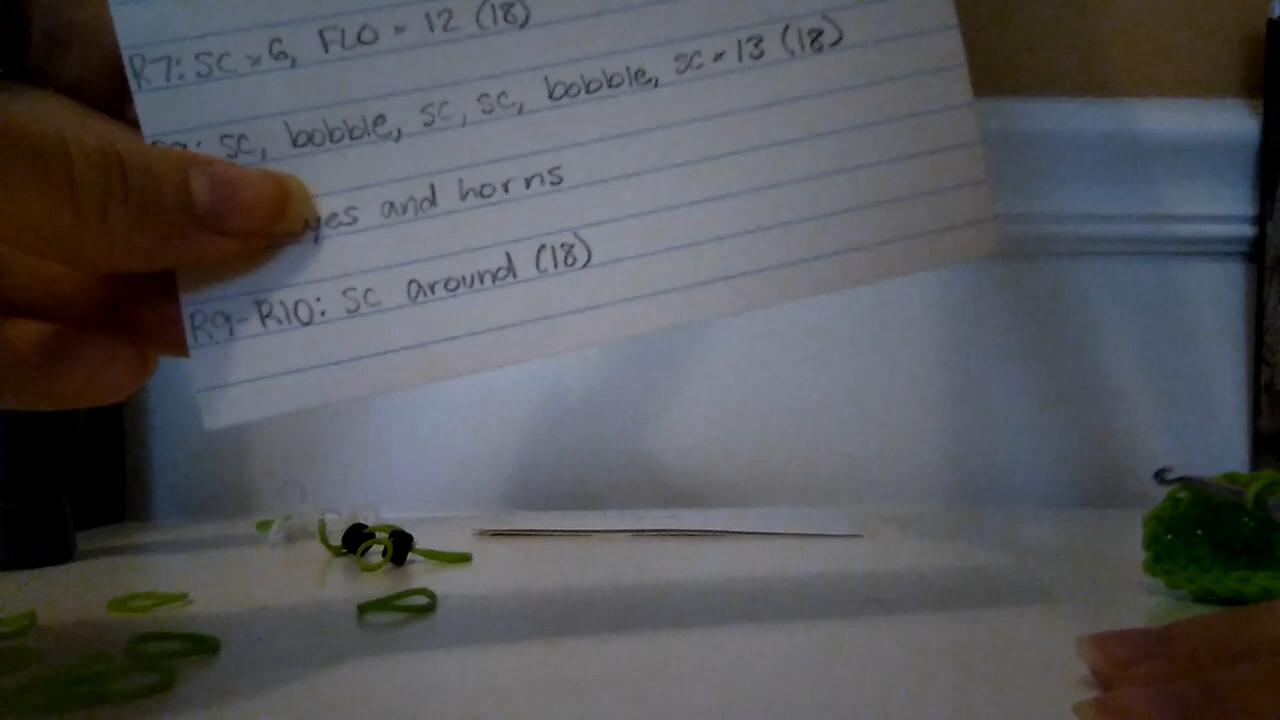 R7: SC x 6, FLO - 12 (18)
SC, bobble, SC, SC, bobble, SC - 13 (18)
yes and horns
R9-R10: SC around (18)